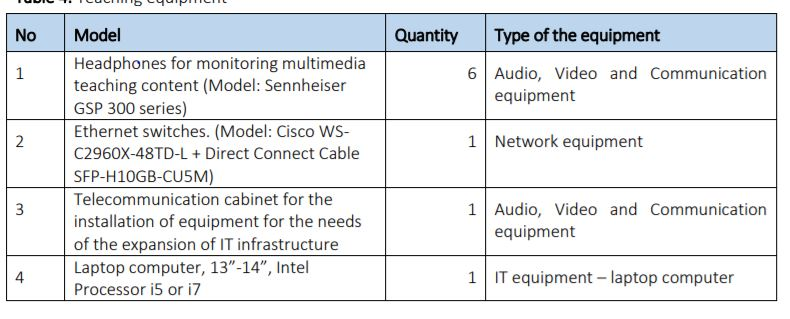 Table 4. Teaching equipment
No Model Quantity Type of the equipment
1 Headphones for monitoring multimedia teaching content (Model: Sennheiser GSP 300 series) 6 Audio, Video and Communication equipment
2 Ethernet switches. (Model: Cisco WS-C2960X-48TD-L + Direct Connect Cable SFP-H10GB-CU5M) 1 Network equipment
3 Telecommunication cabinet for the installation of equipment for the needs of the expansion of IT infrastructure 1 Audio, Video and Communication equipment
4 Laptop computer, 13”-14”, Intel Processor i5 or i7 1 IT equipment – laptop computer